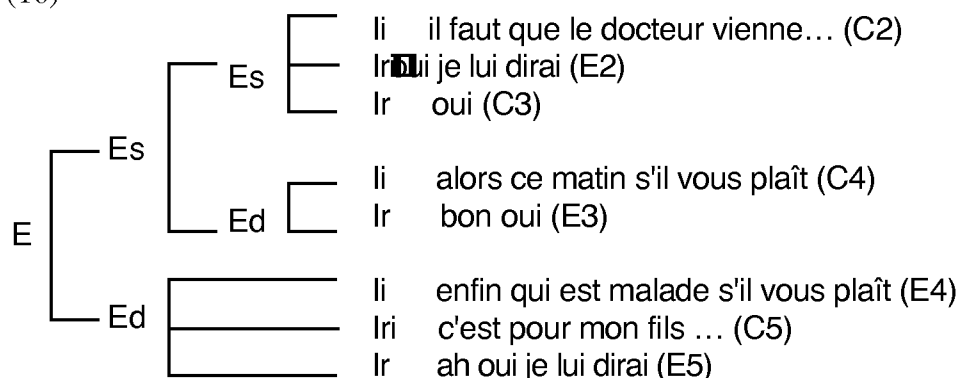 (10)
Ii il faut que le docteur vienne… (C2)
Es Iri oui je lui dirai (E2)
Ir oui (C3)
Es
Ii alors ce matin s'il vous plaît (C4)
Ed Ir bon oui (E3)
E
Ii enfin qui est malade s'il vous plaît (E4)
Ed Iri c'est pour mon fils … (C5)
Ir ah oui je lui dirai (E5)